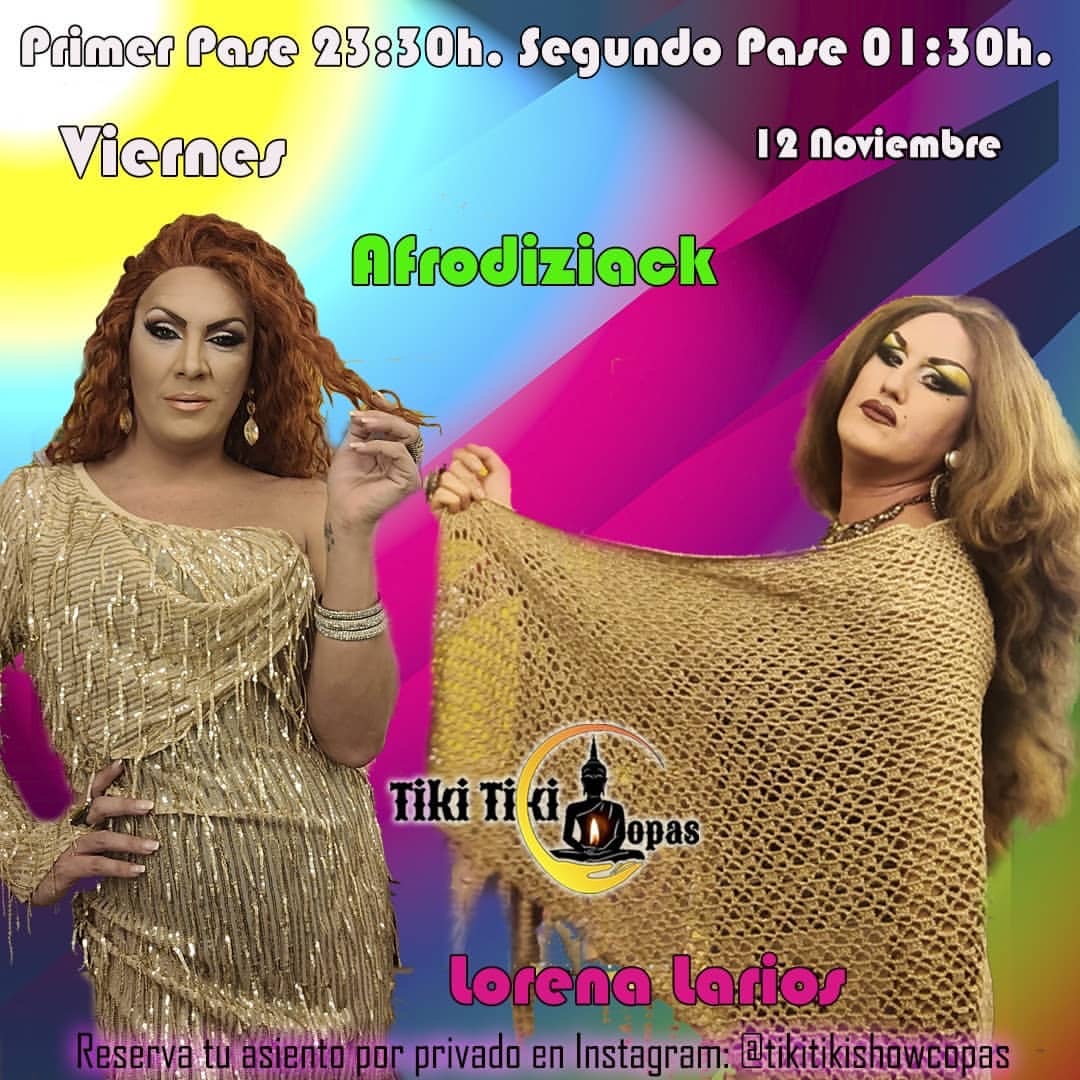 Primer Pase 23:30h. Segundo Pase 01:30h.
Viernes
12 Noviembre
Afrodiziack
Tiki Tiki Copas
Lorena Larios
Reserva tu asiento por privado en Instagram: @tikitikishowcopas